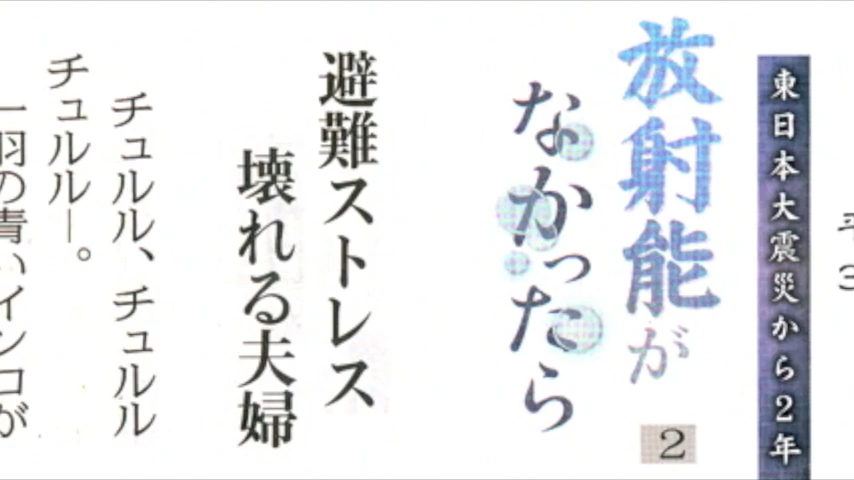 東日本大震災から2年
放射能が
なかったら
2
避難ストレス
壊れる夫婦
チュルル、チュルル
チュルル―。
一羽の青いインコが